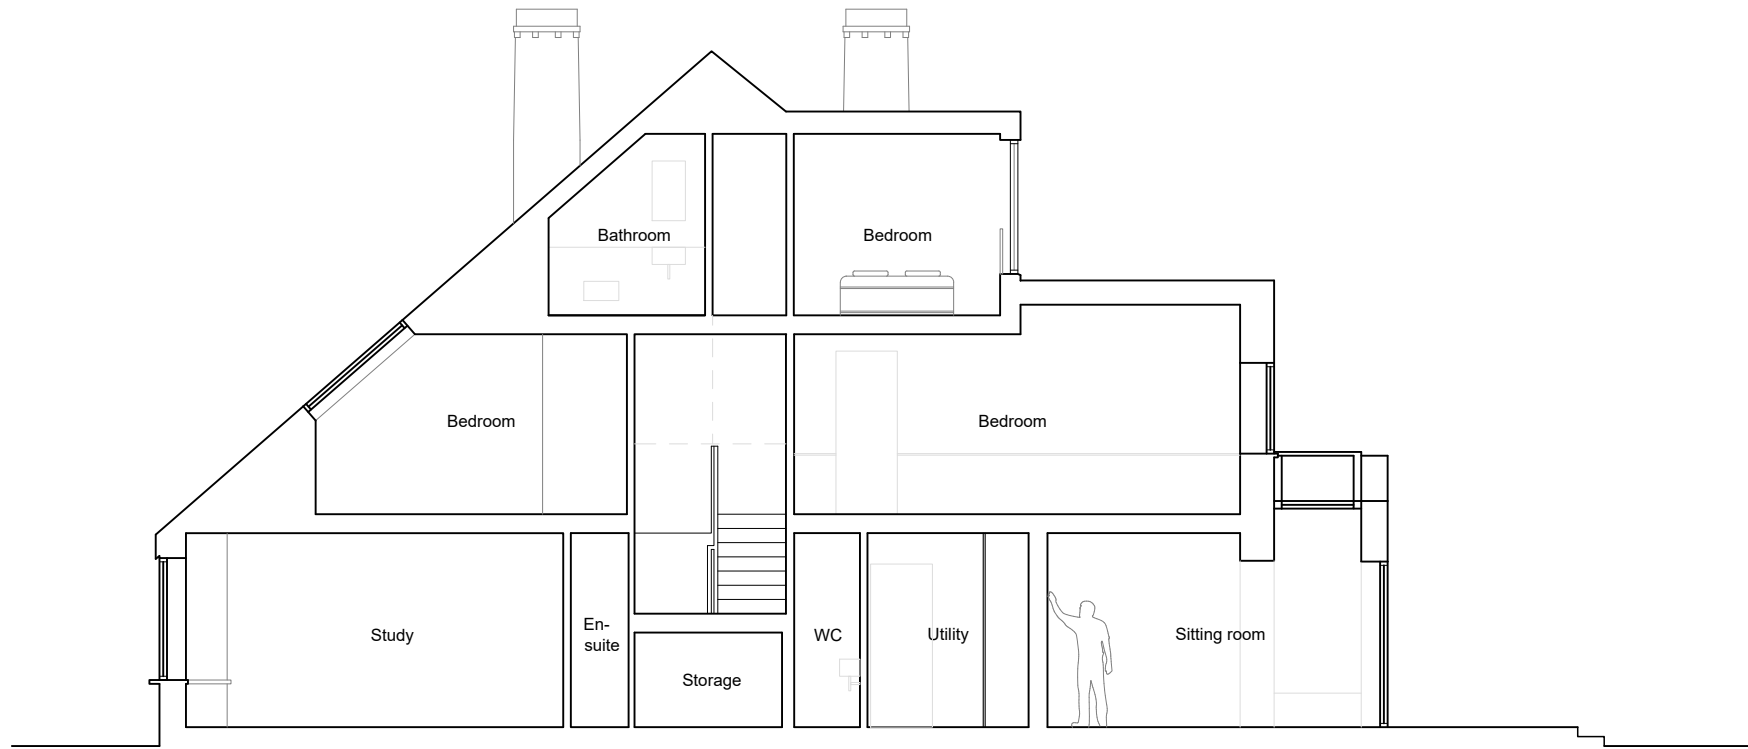 Bathroom
Bedroom
Bedroom
Bedroom
Study
En-
suite
Storage
WC
Utility
Sitting room